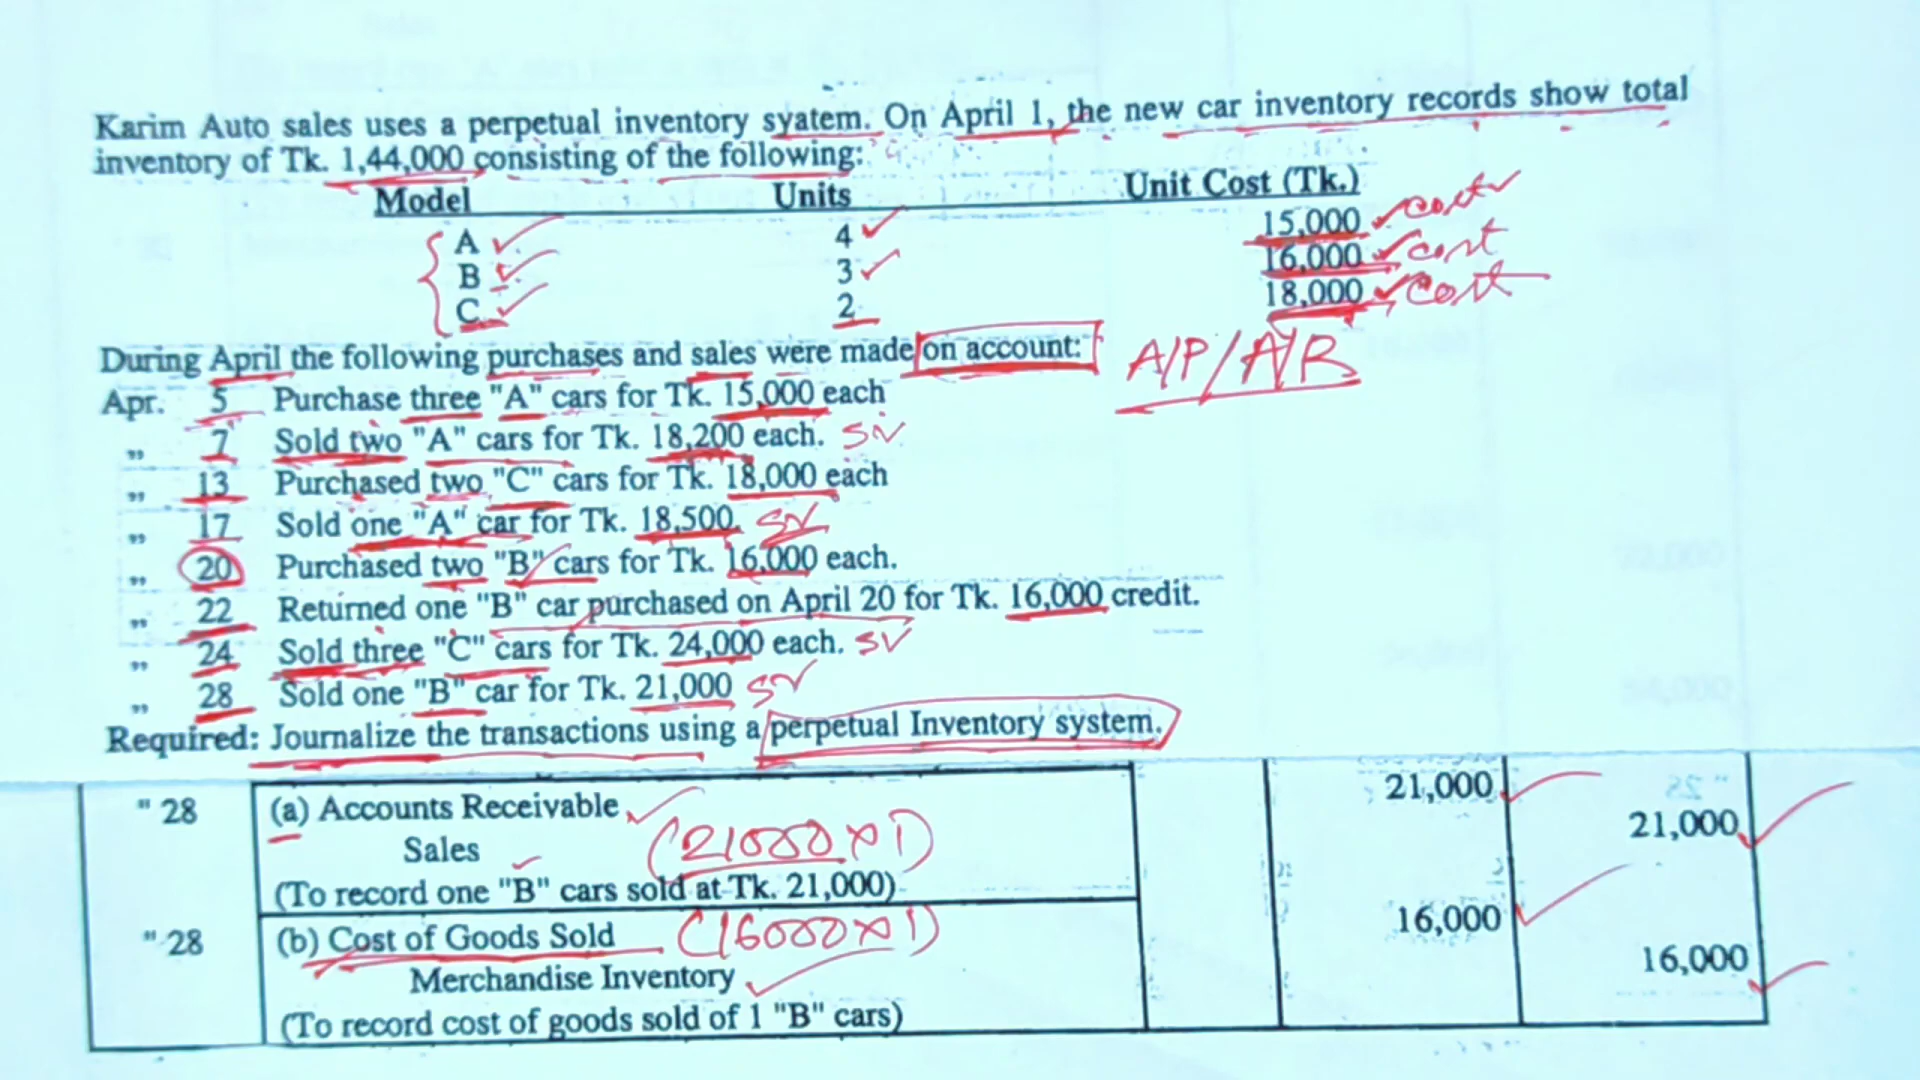 Karim Auto sales uses a perpetual inventory syatem. On April 1, the new car inventory records show total
inventory of Tk. 1,44,000 consisting of the following:
Model Units Unit Cost (Tk.)
A 4 15,000 cost
B 3 16,000 cost
C 2 18,000 cost
During April the following purchases and sales were made on account: A/P/A/R
Apr. 5 Purchase three "A" cars for Tk. 15,000 each
,, 7 Sold two "A" cars for Tk. 18,200 each. SV
,, 13 Purchased two "C" cars for Tk. 18,000 each
,, 17 Sold one "A" car for Tk. 18,500. SV
,, 20 Purchased two "B" cars for Tk. 16,000 each.
,, 22 Returned one "B" car purchased on April 20 for Tk. 16,000 credit.
,, 24 Sold three "C" cars for Tk. 24,000 each. SV
,, 28 Sold one "B" car for Tk. 21,000 SV
Required: Journalize the transactions using a perpetual Inventory system.
" 28 (a) Accounts Receivable 21,000
Sales (21000×1) 21,000
(To record one "B" cars sold at Tk. 21,000)
" 28 (b) Cost of Goods Sold (16000×1) 16,000
Merchandise Inventory 16,000
(To record cost of goods sold of 1 "B" cars)